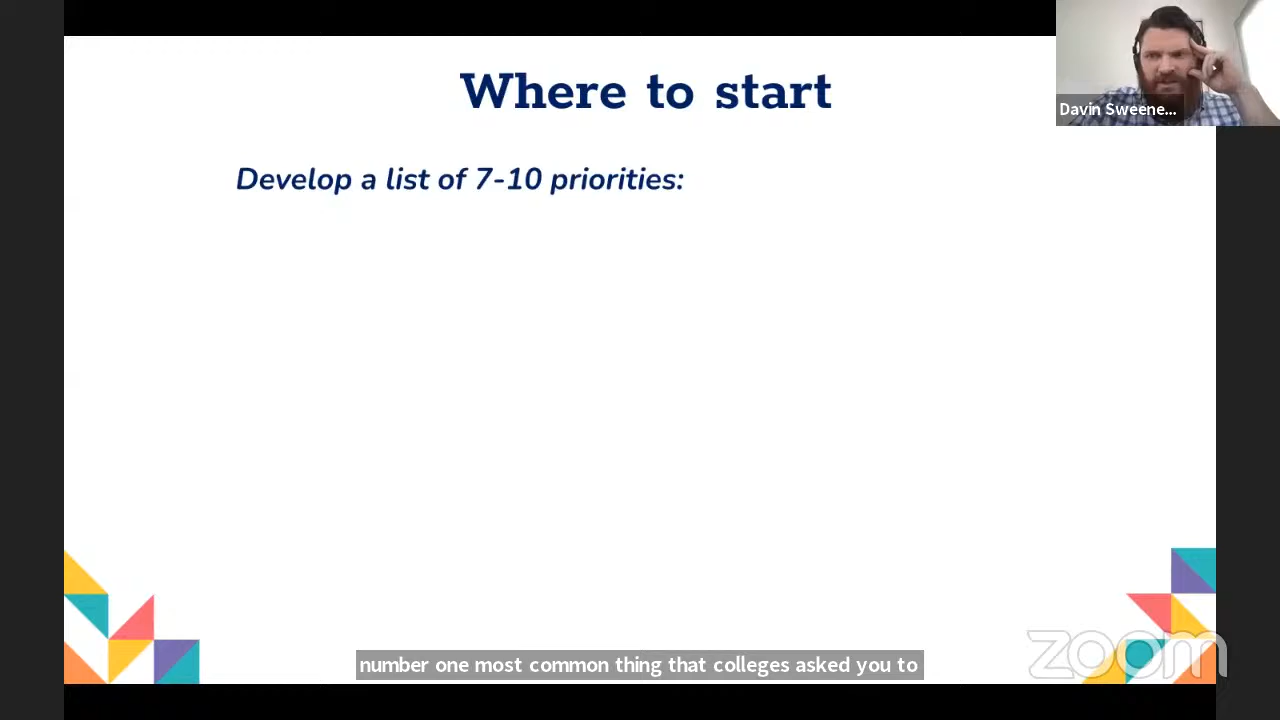 Where to start
Davin Sweene...
Develop a list of 7-10 priorities:
number one most common thing that colleges asked you to
zoom